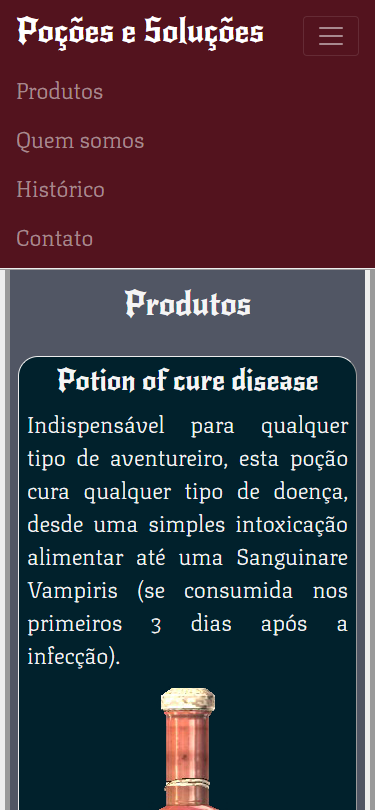 Poções e Soluções
Produtos
Quem somos
Histórico
Contato
Produtos
Potion of cure disease
Indispensável para qualquer
tipo de aventureiro, esta poção
cura qualquer tipo de doença,
desde uma simples intoxicação
alimentar até uma Sanguinare
Vampiris (se consumida nos
primeiros 3 dias após a
infecção).